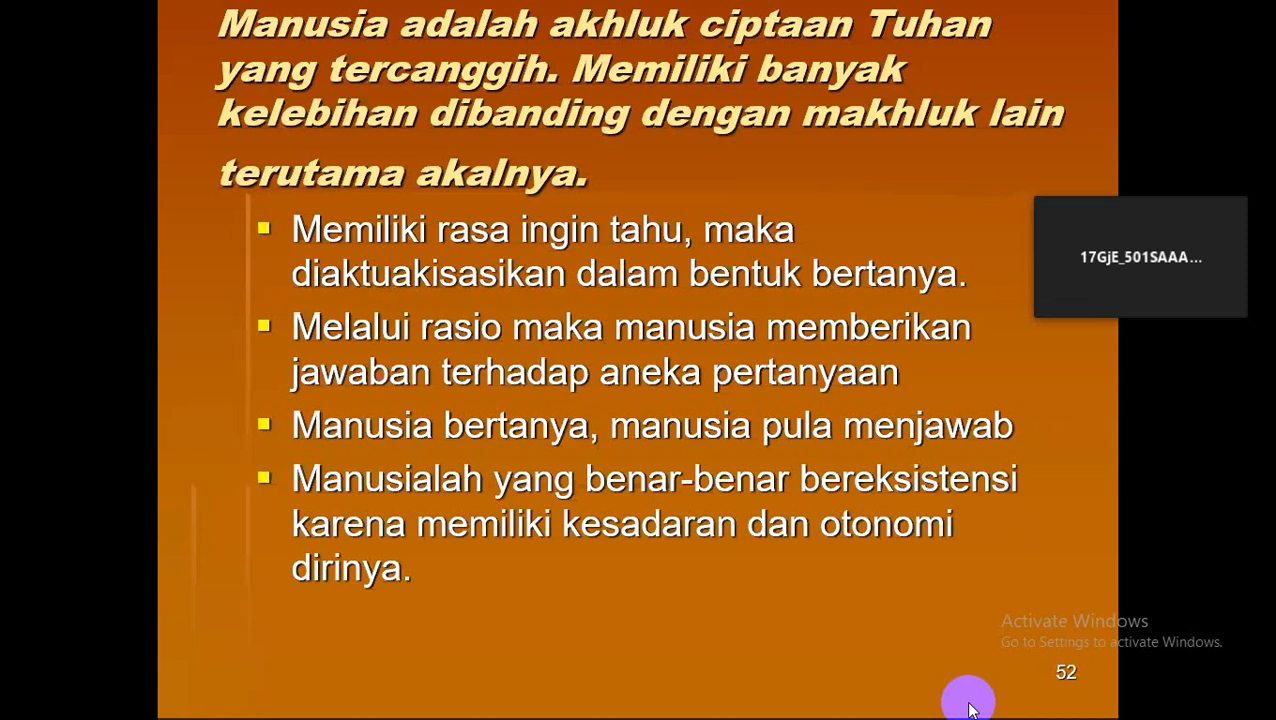 Manusia adalah akhluk ciptaan Tuhan
yang tercanggih. Memiliki banyak
kelebihan dibanding dengan makhluk lain
terutama akalnya.
Memiliki rasa ingin tahu, maka
diaktuakisasikan dalam bentuk bertanya.
Melalui rasio maka manusia memberikan
jawaban terhadap aneka pertanyaan
Manusia bertanya, manusia pula menjawab
Manusialah yang benar-benar bereksistensi
karena memiliki kesadaran dan otonomi
dirinya.
17GjE_501SAAA...
Activate Windows
Go to Settings to activate Windows.
52